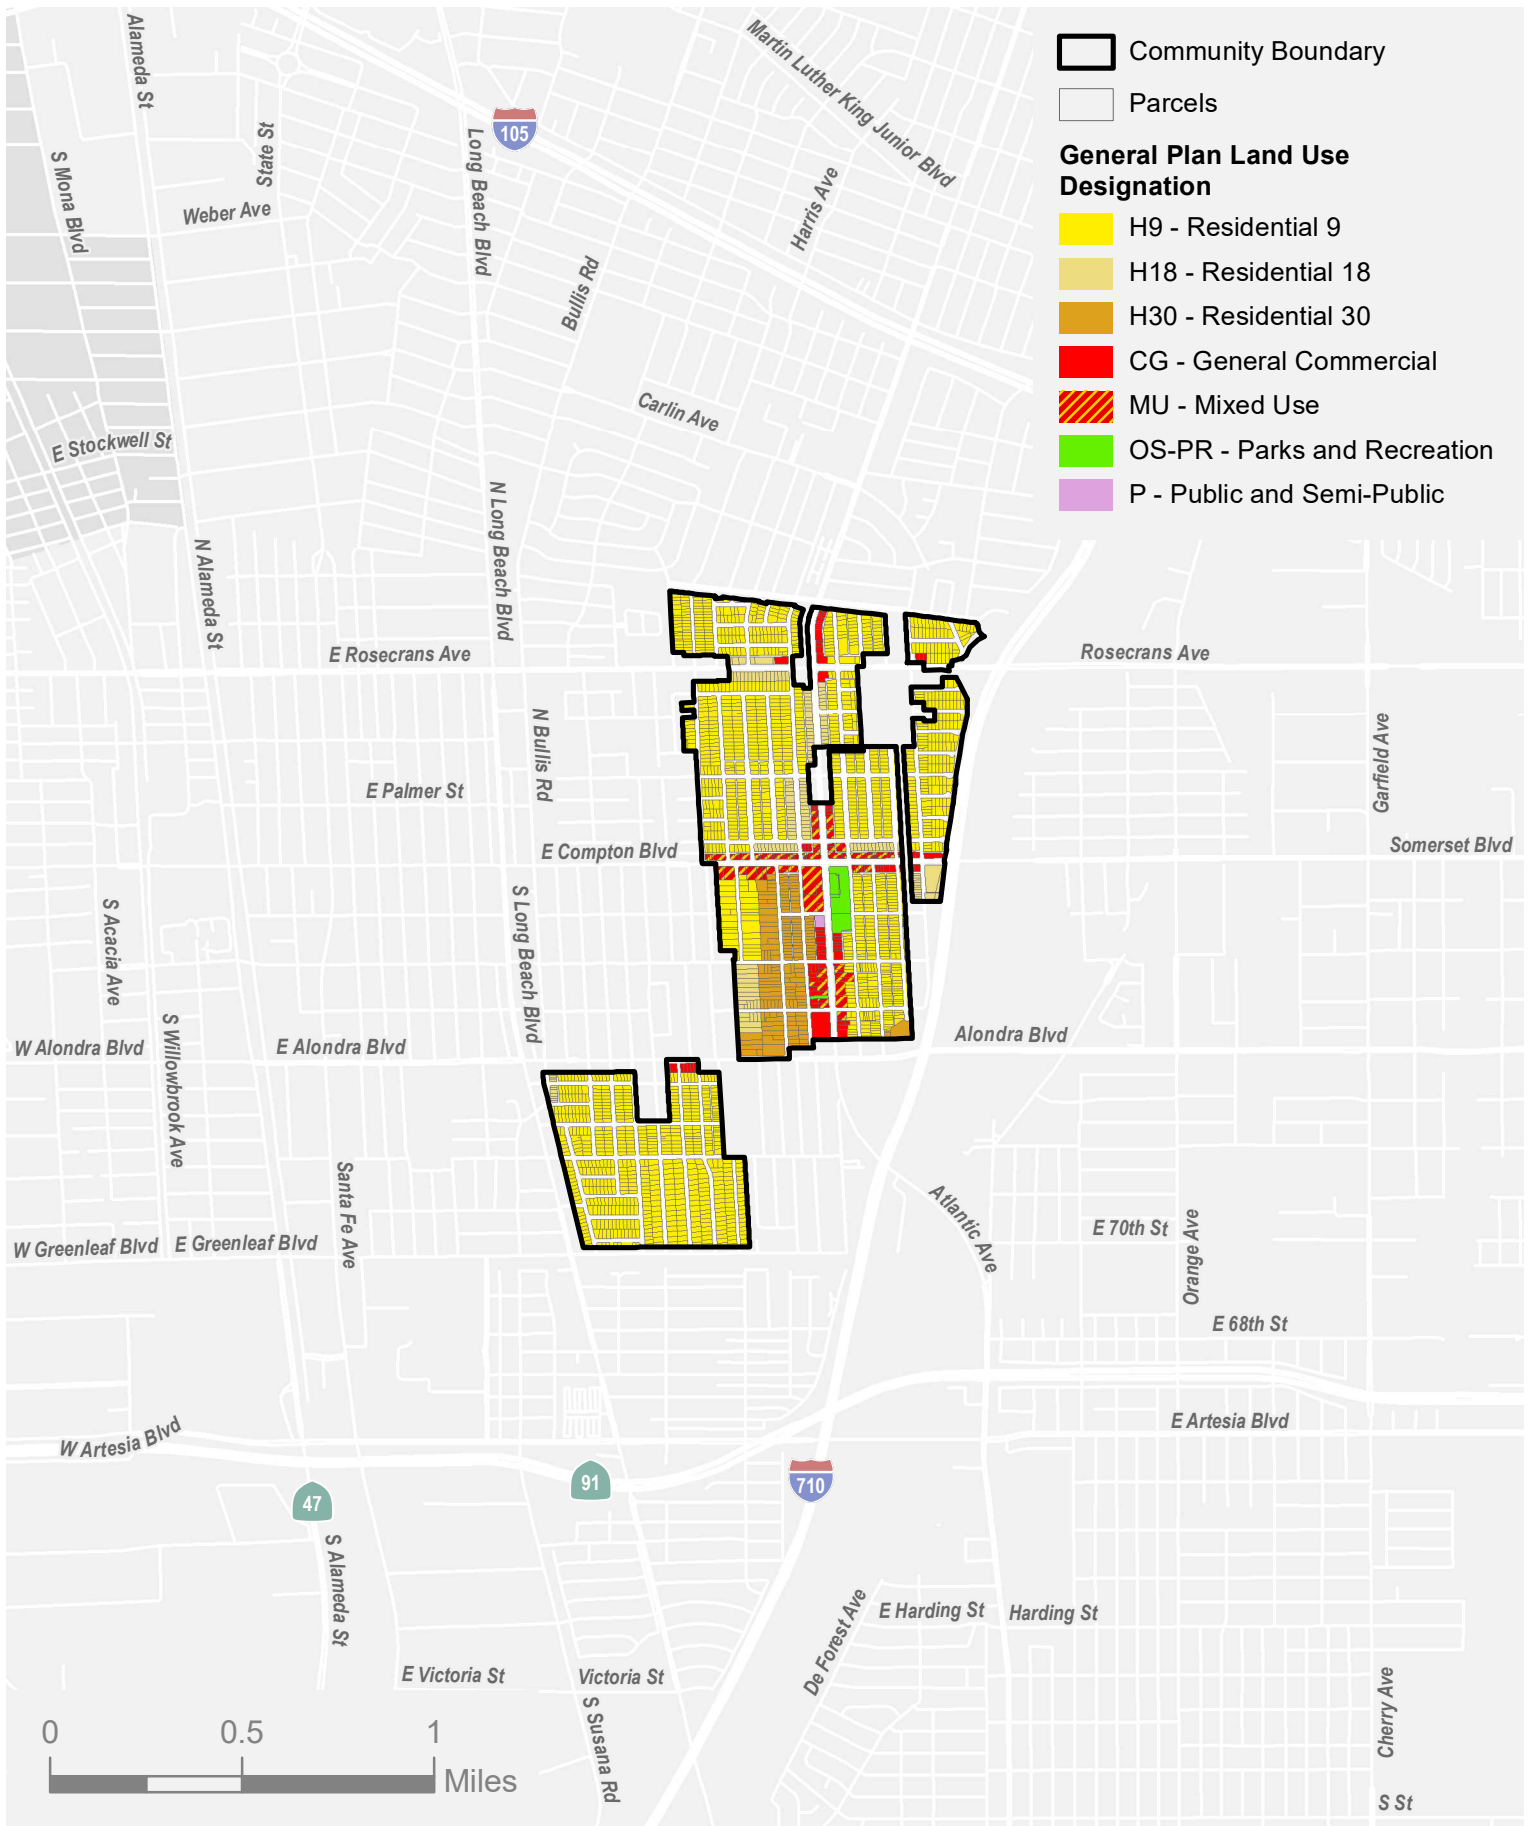 Community Boundary
Parcels
General Plan Land Use
Designation
H9 - Residential 9
H18 - Residential 18
H30 - Residential 30
CG - General Commercial
MU - Mixed Use
OS-PR - Parks and Recreation
P - Public and Semi-Public
Alameda St
Martin Luther King Junior Blvd
105
State St
Long Beach Blvd
S Mona Blvd
Harris Ave
Weber Ave
Bullis Rd
Carlin Ave
E Stockwell St
N Long Beach Blvd
N Alameda St
E Rosecrans Ave
Rosecrans Ave
N Bullis Rd
Garfield Ave
E Palmer St
E Compton Blvd
Somerset Blvd
S Acacia Ave
S Long Beach Blvd
S Willowbrook Ave
W Alondra Blvd
E Alondra Blvd
Alondra Blvd
Santa Fe Ave
Atlantic Ave
E 70th St
Orange Ave
W Greenleaf Blvd
E Greenleaf Blvd
E 68th St
W Artesia Blvd
E Artesia Blvd
47
91
710
S Alameda St
De Forest Ave
E Harding St
Harding St
E Victoria St
Victoria St
S Susana Rd
Cherry Ave
S St
0 0.5 1
Miles